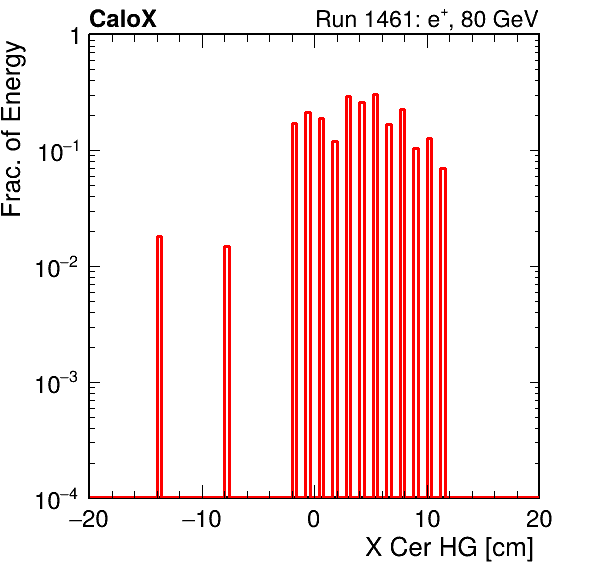 CaloX
Run 1461: e⁺, 80 GeV
Frac. of Energy
1
10⁻¹
10⁻²
10⁻³
10⁻⁴
−20
−10
0
10
20
X Cer HG [cm]